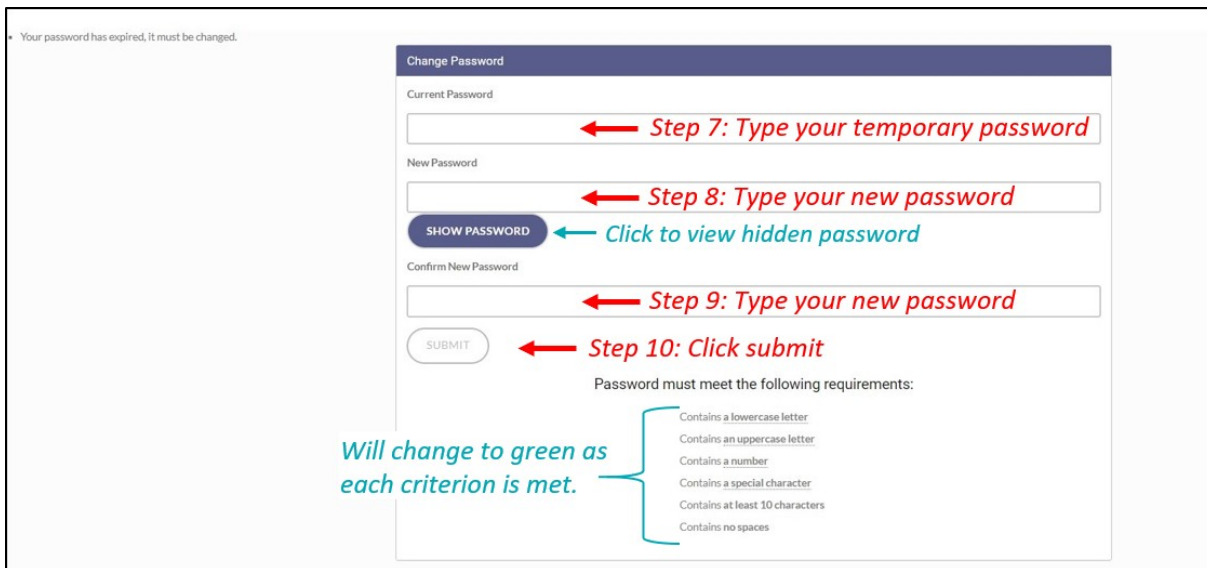 Your password has expired, it must be changed.
Change Password
Current Password
Step 7: Type your temporary password
New Password
Step 8: Type your new password
SHOW PASSWORD
Click to view hidden password
Confirm New Password
Step 9: Type your new password
SUBMIT
Step 10: Click submit
Password must meet the following requirements:
Will change to green as
each criterion is met.
Contains a lowercase letter
Contains an uppercase letter
Contains a number
Contains a special character
Contains at least 10 characters
Contains no spaces